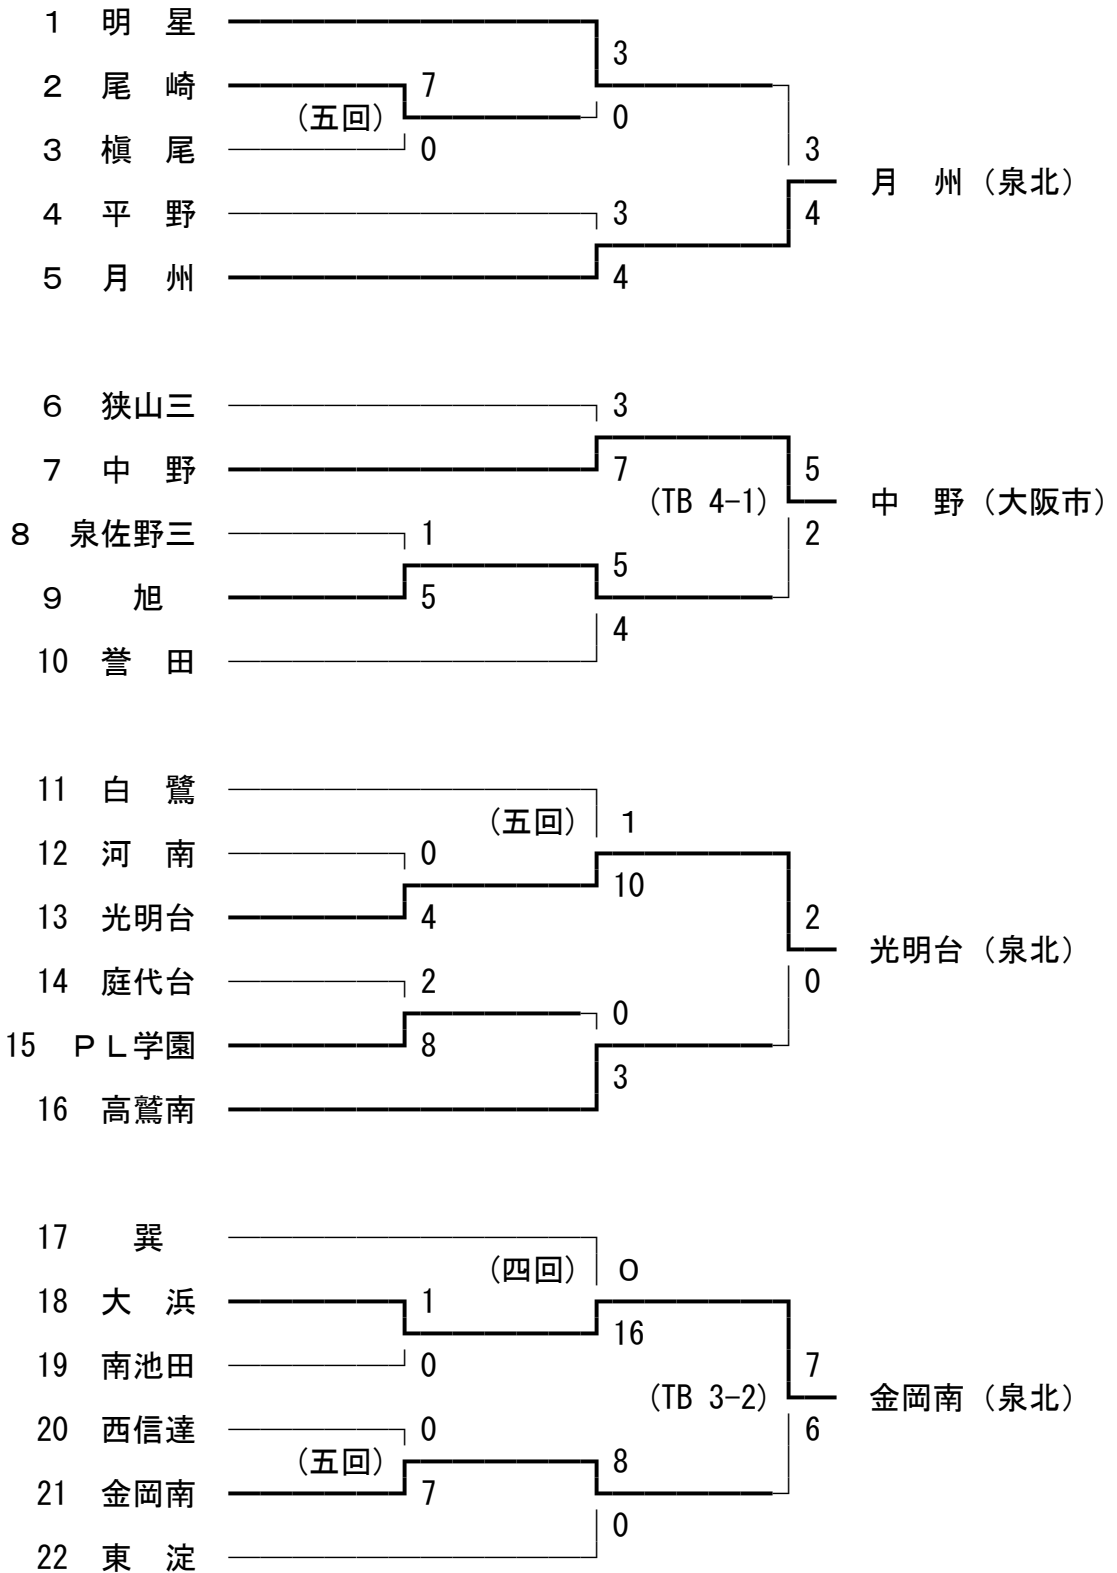 1 明 星
3
2 尾 崎 7
(五回) 0
3 槇 尾 0 3
月 州 (泉北)
4 平 野 3 4
5 月 州 4
6 狭山三 3
7 中 野 7 5
(TB 4-1) 中 野 (大阪市)
8 泉佐野三 1 2
5
9 旭 5
4
10 誉 田
11 白 鷺
(五回) 1
12 河 南 0
10
13 光明台 4 2
光明台 (泉北)
14 庭代台 2 0
0
15 PL学園 8
3
16 高鷲南
17 巽
(四回) 0
18 大 浜 1
16
19 南池田 0 7
(TB 3-2) 金岡南 (泉北)
20 西信達 0 6
(五回) 8
21 金岡南 7
0
22 東 淀